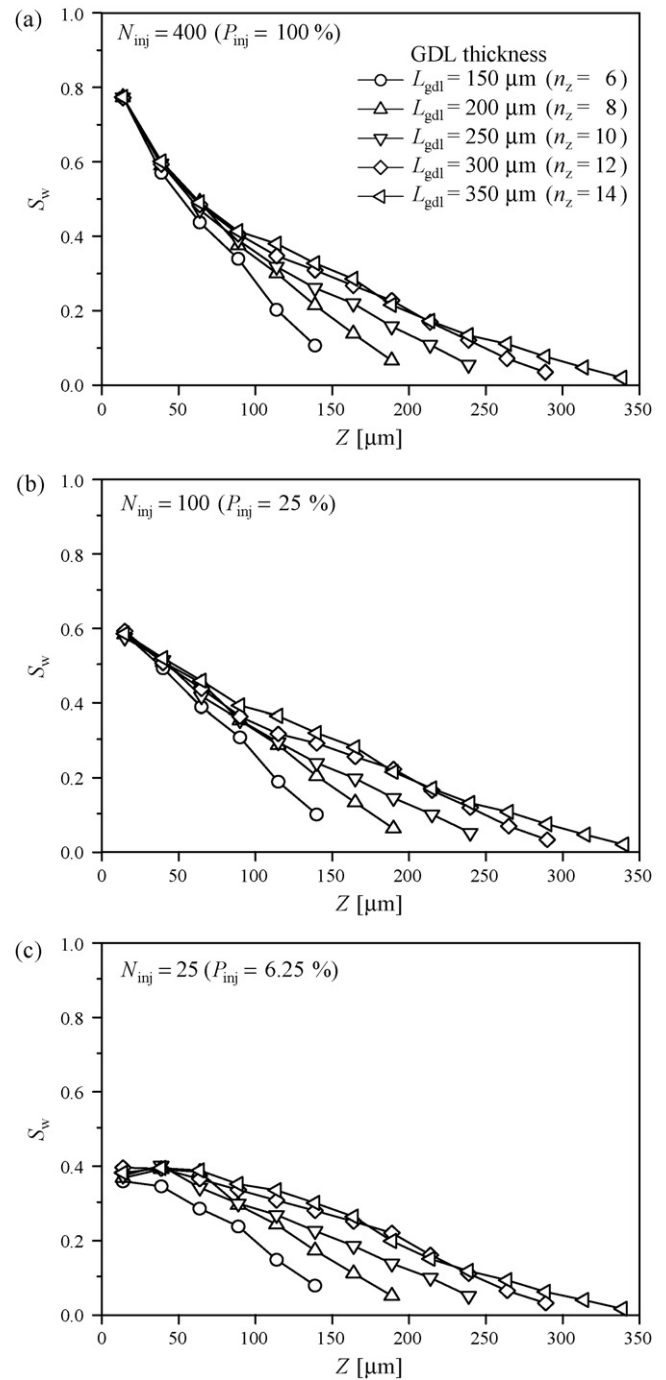 (a)
N_inj = 400 (P_inj = 100 %)
GDL thickness
L_gdl = 150 µm (n_z = 6)
L_gdl = 200 µm (n_z = 8)
L_gdl = 250 µm (n_z = 10)
L_gdl = 300 µm (n_z = 12)
L_gdl = 350 µm (n_z = 14)
1.0
0.8
0.6
0.4
0.2
0.0
S_w
0 50 100 150 200 250 300 350
Z [µm]
(b)
N_inj = 100 (P_inj = 25 %)
1.0
0.8
0.6
0.4
0.2
0.0
S_w
0 50 100 150 200 250 300 350
Z [µm]
(c)
N_inj = 25 (P_inj = 6.25 %)
1.0
0.8
0.6
0.4
0.2
0.0
S_w
0 50 100 150 200 250 300 350
Z [µm]